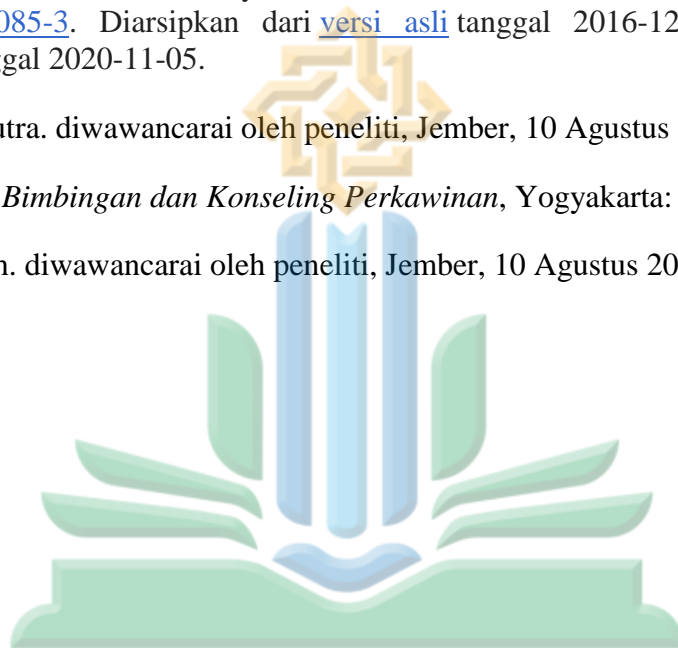 085-3. Diarsipkan dari versi asli tanggal 2016-12
ggal 2020-11-05.
utra. diwawancarai oleh peneliti, Jember, 10 Agustus
Bimbingan dan Konseling Perkawinan, Yogyakarta:
n. diwawancarai oleh peneliti, Jember, 10 Agustus 20